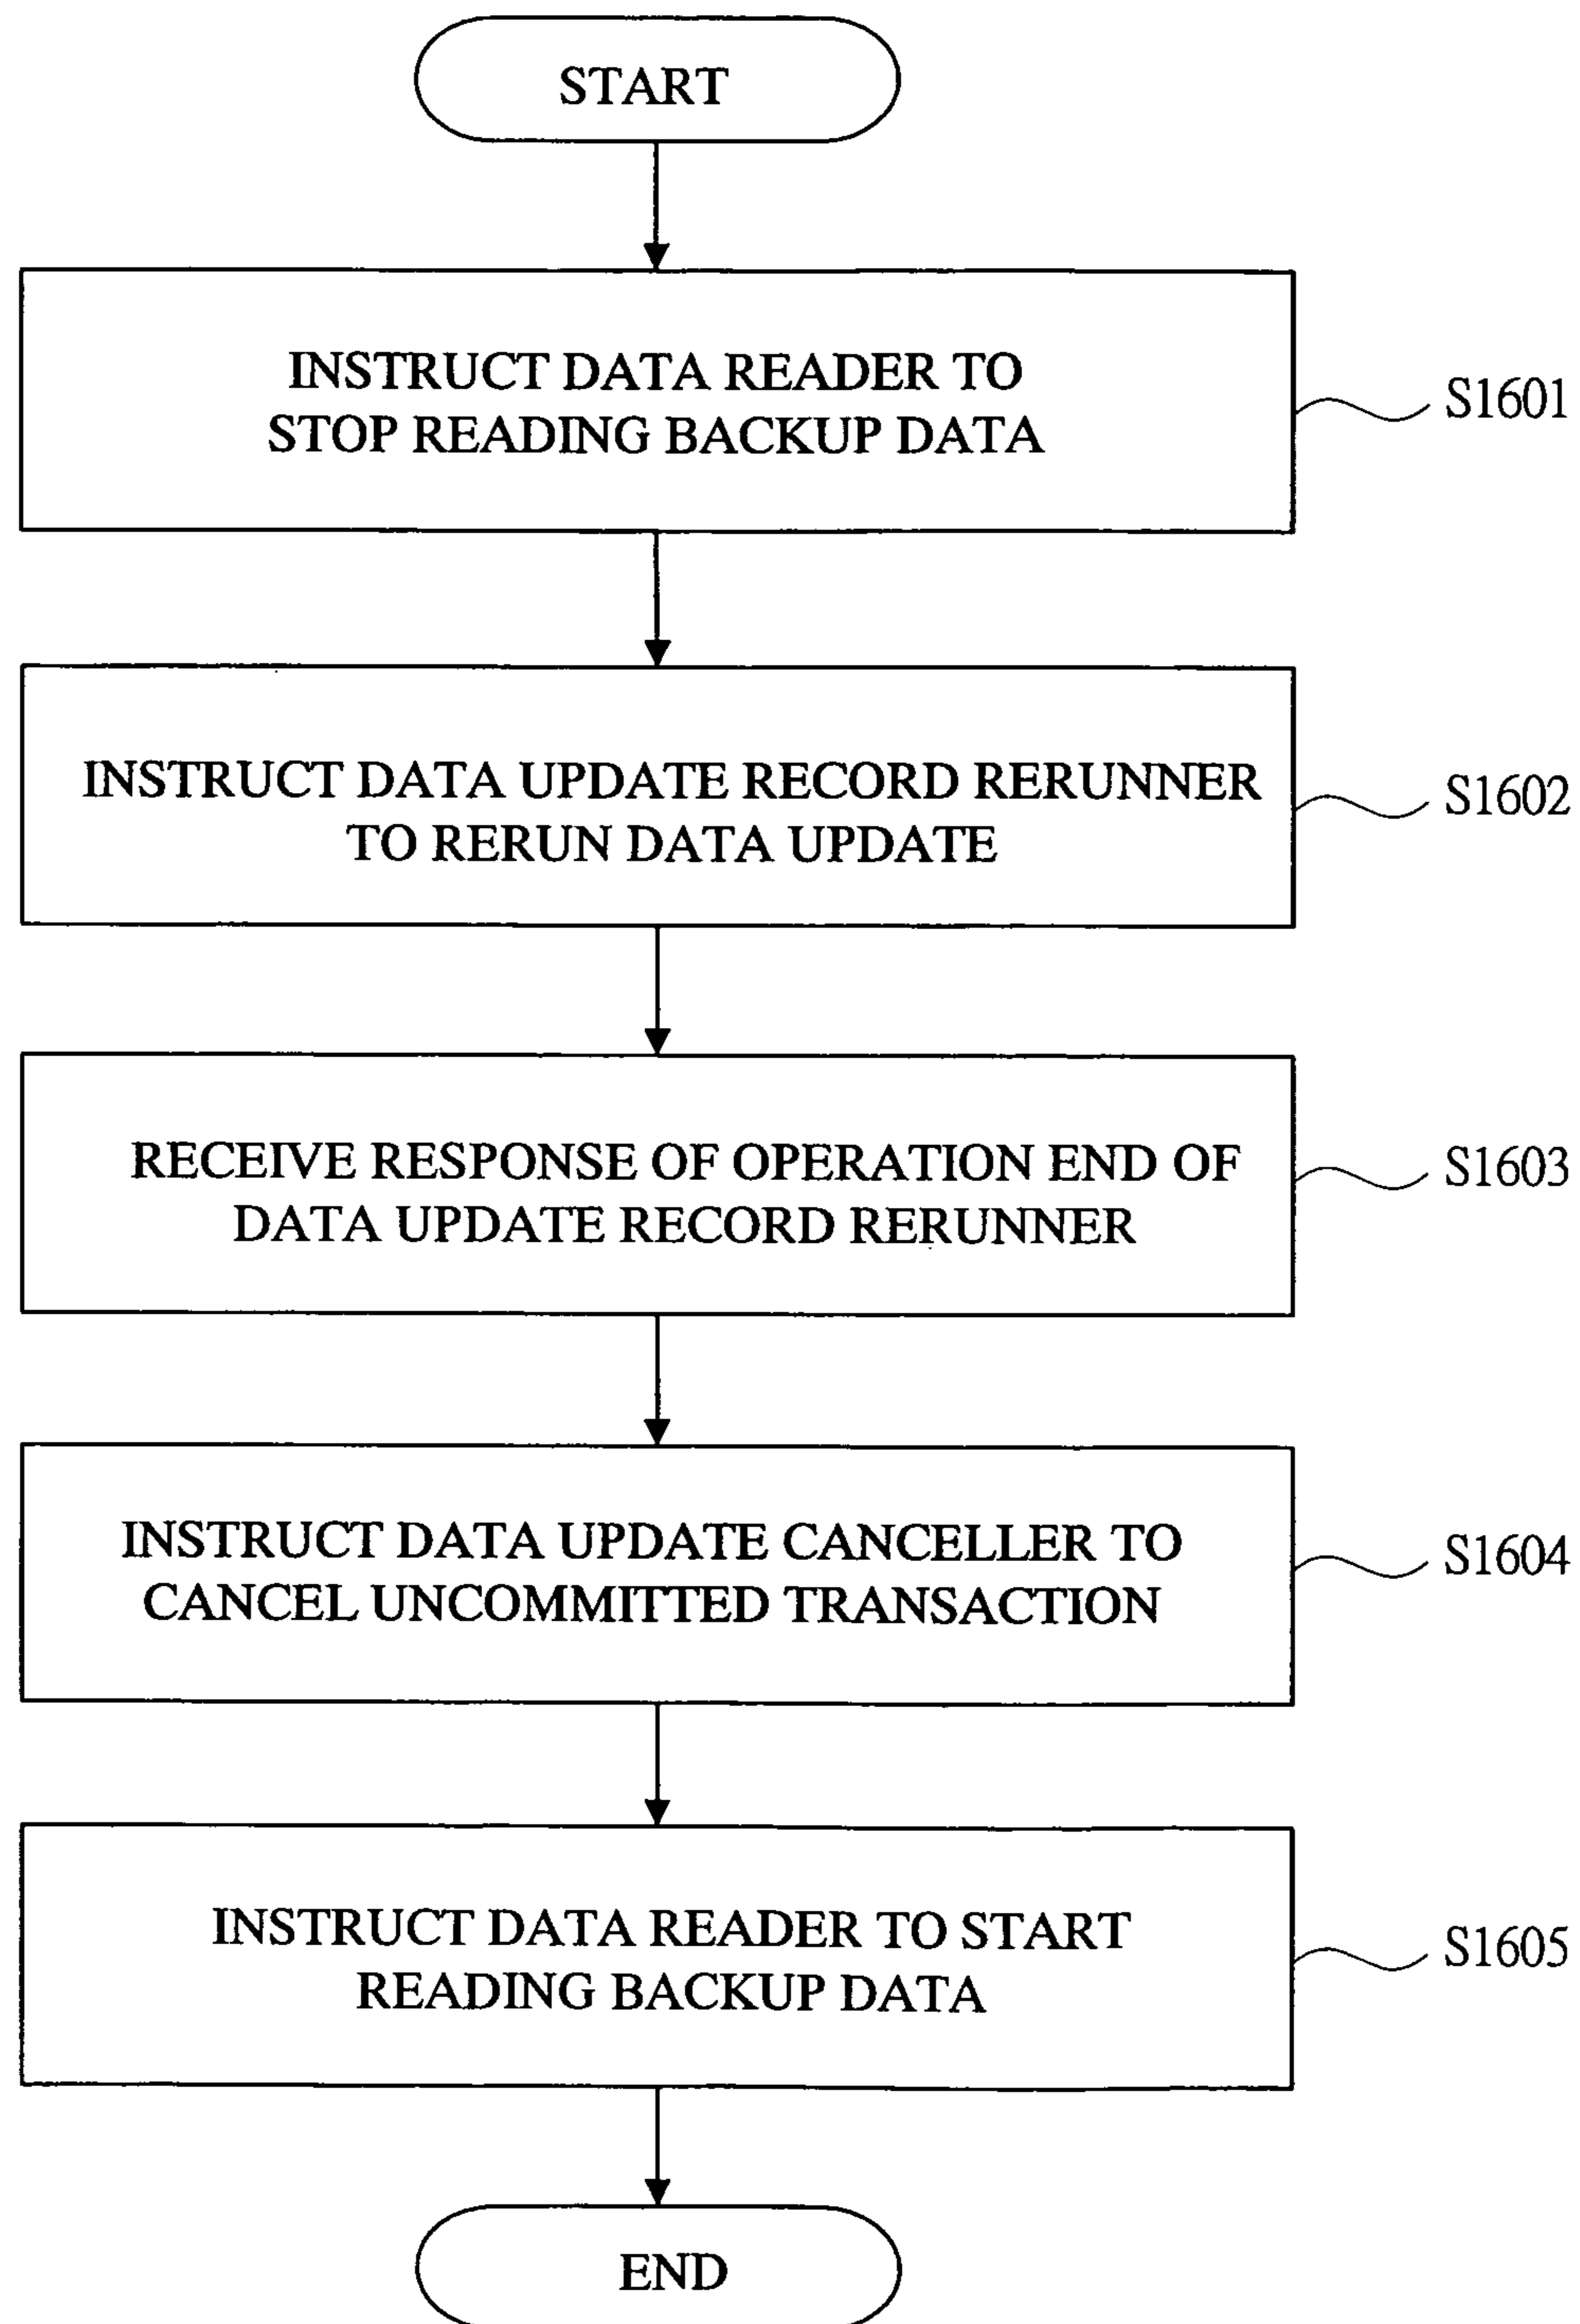 START
INSTRUCT DATA READER TO
STOP READING BACKUP DATA
S1601
INSTRUCT DATA UPDATE RECORD RERUNNER
TO RERUN DATA UPDATE
S1602
RECEIVE RESPONSE OF OPERATION END OF
DATA UPDATE RECORD RERUNNER
S1603
INSTRUCT DATA UPDATE CANCELLER TO
CANCEL UNCOMMITTED TRANSACTION
S1604
INSTRUCT DATA READER TO START
READING BACKUP DATA
S1605
END